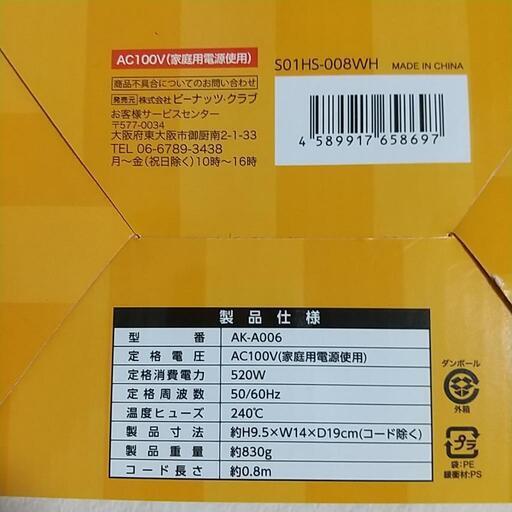 AC100V(家庭用電源使用)
商品不具合についてのお問い合わせ
発売元 株式会社 ピーナッツ・クラブ
お客様サービスセンター
〒577-0034
大阪府東大阪市御厨南2-1-33
TEL 06-6789-3438
月～金(祝日除く)10時～16時
S01HS-008WH MADE IN CHINA
4 589917 658697
製品仕様
型番 AK-A006
定格電圧 AC100V(家庭用電源使用)
定格消費電力 520W
定格周波数 50/60Hz
温度ヒューズ 240℃
製品寸法 約H9.5×W14×D19cm(コード除く)
製品重量 約830g
コード長さ 約0.8m
ダンボール
外箱
プラ
袋:PE
緩衝材:PS